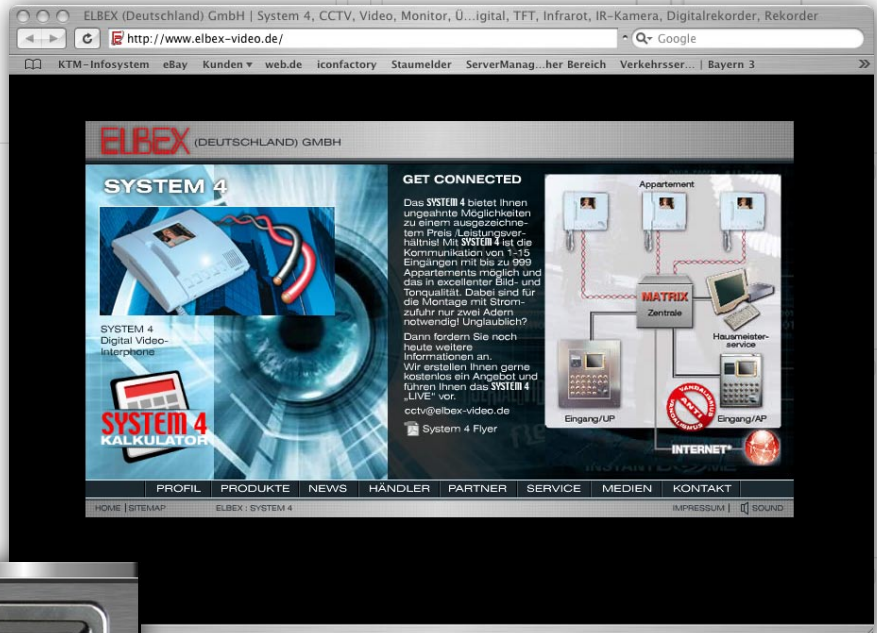 ELBEX (Deutschland) GmbH | System 4, CCTV, Video, Monitor, Ü...igital, TFT, Infrarot, IR-Kamera, Digitalrekorder, Rekorder
http://www.elbex-video.de/
Google
KTM-Infosystem eBay Kunden web.de iconfactory Staumelder ServerManag...her Bereich Verkehrsser... | Bayern 3
ELBEX (DEUTSCHLAND) GMBH
SYSTEM 4
SYSTEM 4
Digital Video-
Interphone
SYSTEM 4
KALKULATOR
GET CONNECTED
Das SYSTEM 4 bietet Ihnen
ungeahnte Möglichkeiten
zu einem ausgezeichne-
tem Preis /Leistungsver-
hältnis! Mit SYSTEM 4 ist die
Kommunikation von 1-15
Eingängen mit bis zu 999
Appartements möglich und
das in excellenter Bild- und
Tonqualität. Dabei sind für
die Montage mit Strom-
zufuhr nur zwei Adern
notwendig! Unglaublich?
Dann fordern Sie noch
heute weitere
Informationen an.
Wir erstellen Ihnen gerne
kostenlos ein Angebot und
führen Ihnen das SYSTEM 4
„LIVE" vor.
cctv@elbex-video.de
System 4 Flyer
Appartement
MATRIX
Zentrale
Hausmeister-
service
Eingang/UP
VANDALISMUS
ANTI
VANDALISMUS
Eingang/AP
INTERNET*
PROFIL PRODUKTE NEWS HÄNDLER PARTNER SERVICE MEDIEN KONTAKT
HOME | SITEMAP ELBEX : SYSTEM 4 IMPRESSUM | SOUND